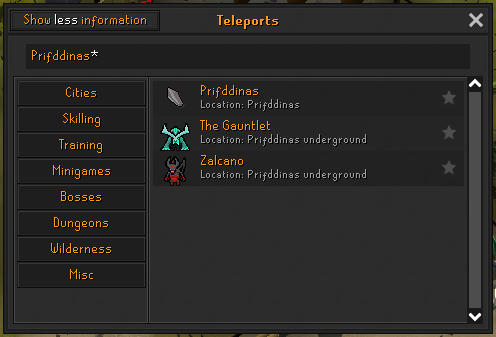 Show less information
Teleports
Prifddinas*
Cities
Skilling
Training
Minigames
Bosses
Dungeons
Wilderness
Misc
Prifddinas
Location: Prifddinas
The Gauntlet
Location: Prifddinas underground
Zalcano
Location: Prifddinas underground